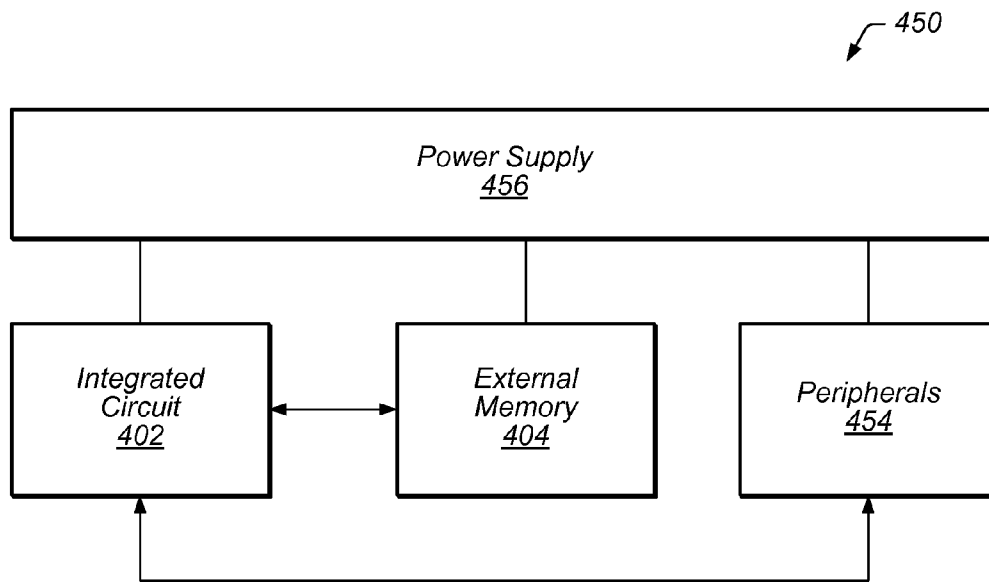 450
Power Supply
456
Integrated
Circuit
402
External
Memory
404
Peripherals
454